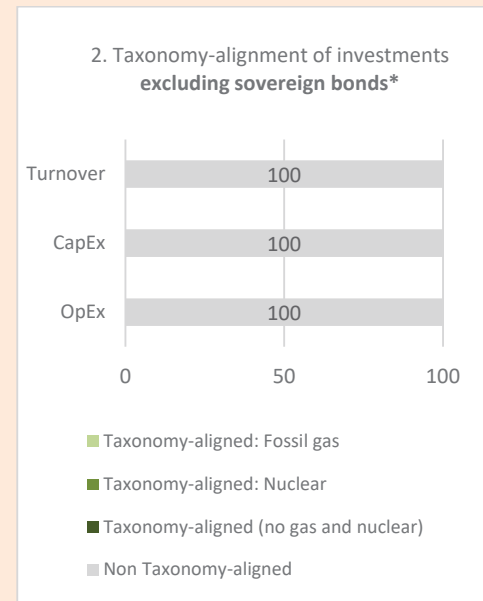 2. Taxonomy-alignment of investments
excluding sovereign bonds*
Turnover
100
CapEx
100
OpEx
100
0 50 100
Taxonomy-aligned: Fossil gas
Taxonomy-aligned: Nuclear
Taxonomy-aligned (no gas and nuclear)
Non Taxonomy-aligned